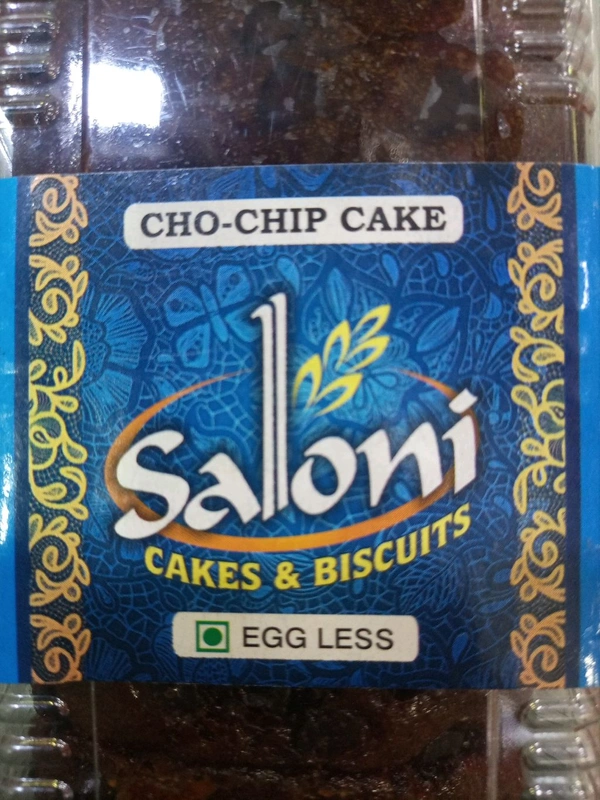 CHO-CHIP CAKE
Saloni
CAKES & BISCUITS
EGG LESS